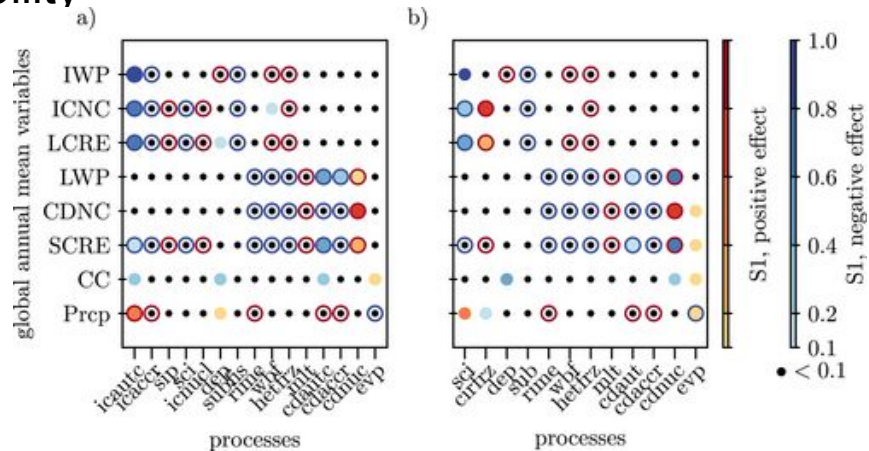 a)
b)
global annual mean variables
IWP
ICNC
LCRE
LWP
CDNC
SCRE
CC
Prcp
icautc
icaccr
sip
sci
icnucl
dep
rime
wbf
hetfrz
mlt
cdautc
cdaccr
cdnuc
evp
processes
sci
cirfrz
dep
sub
rime
wbf
hetfrz
mlt
cdaut
cdaccr
cdnuc
evp
processes
S1, positive effect
1.0
0.8
0.6
0.4
0.2
0.1
S1, negative effect
< 0.1